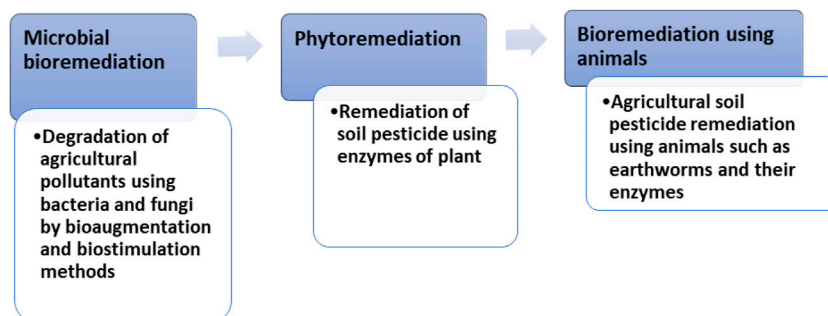 Microbial
bioremediation
•Degradation of
agricultural
pollutants using
bacteria and fungi
by bioaugmentation
and biostimulation
methods
Phytoremediation
•Remediation of
soil pesticide using
enzymes of plant
Bioremediation using
animals
•Agricultural soil
pesticide remediation
using animals such as
earthworms and their
enzymes